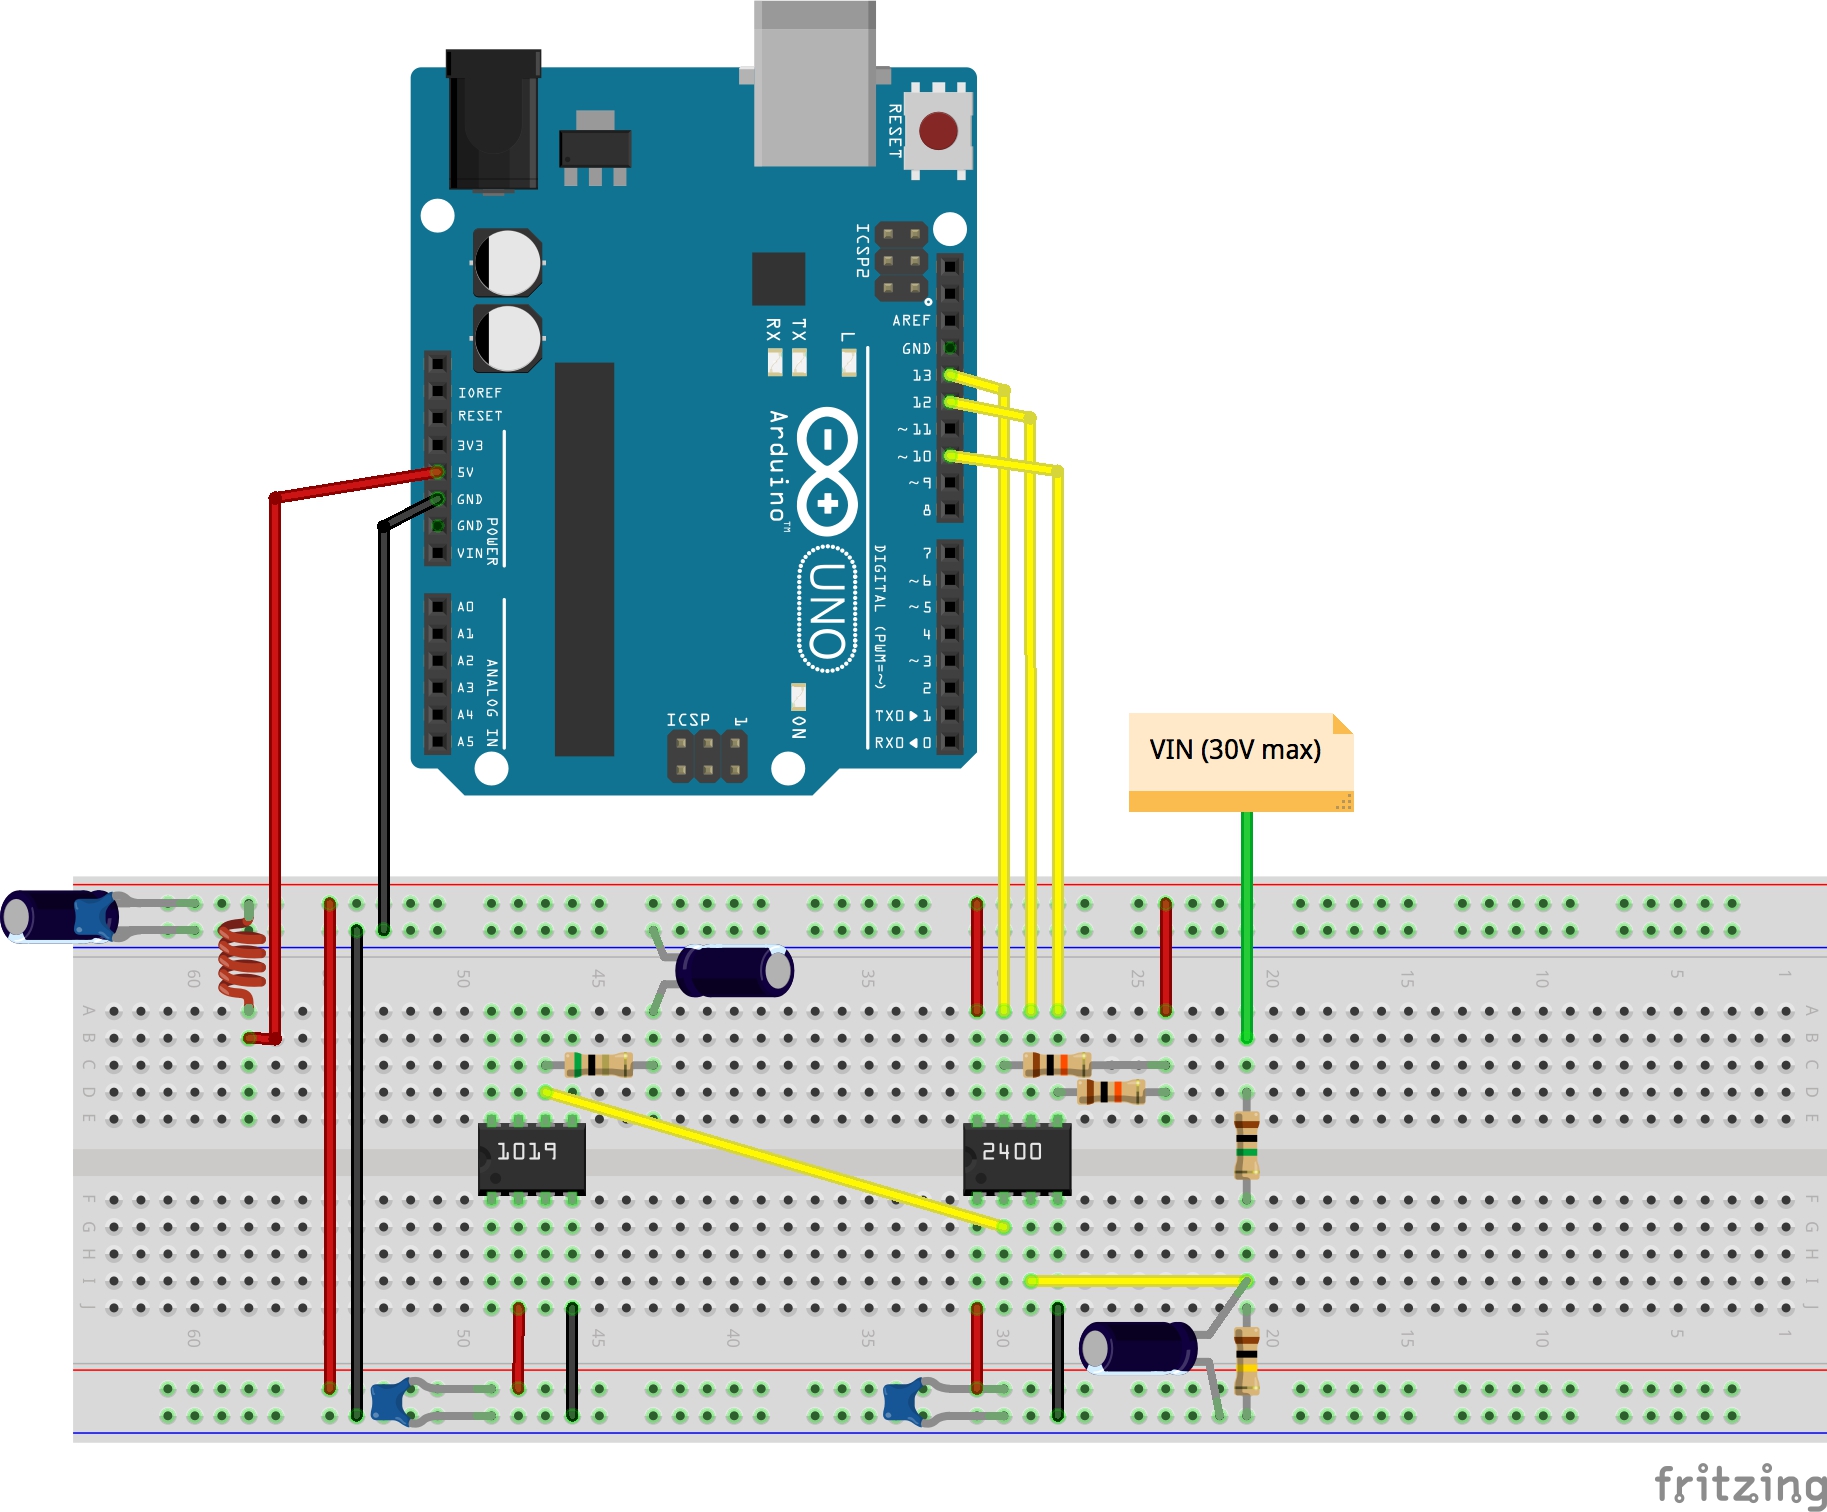 RESET
ICSP2
AREF
GND
13
12
~11
~10
~9
8
7
~6
~5
4
~3
2
TX0▶1
RX0◀0
RX
TX
L
IOREF
RESET
3V3
5V
GND
GND
VIN
POWER
A0
A1
A2
A3
A4
A5
ANALOG IN
Arduino™
UNO
DIGITAL (PWM=~)
ICSP
1
ON
VIN (30V max)
60
50
45
35
30
25
20
15
10
5
1
A
A
B
B
C
C
D
D
E
E
1019
2400
F
F
G
G
H
H
I
I
J
J
60
50
45
40
35
30
20
15
10
5
1
fritzing